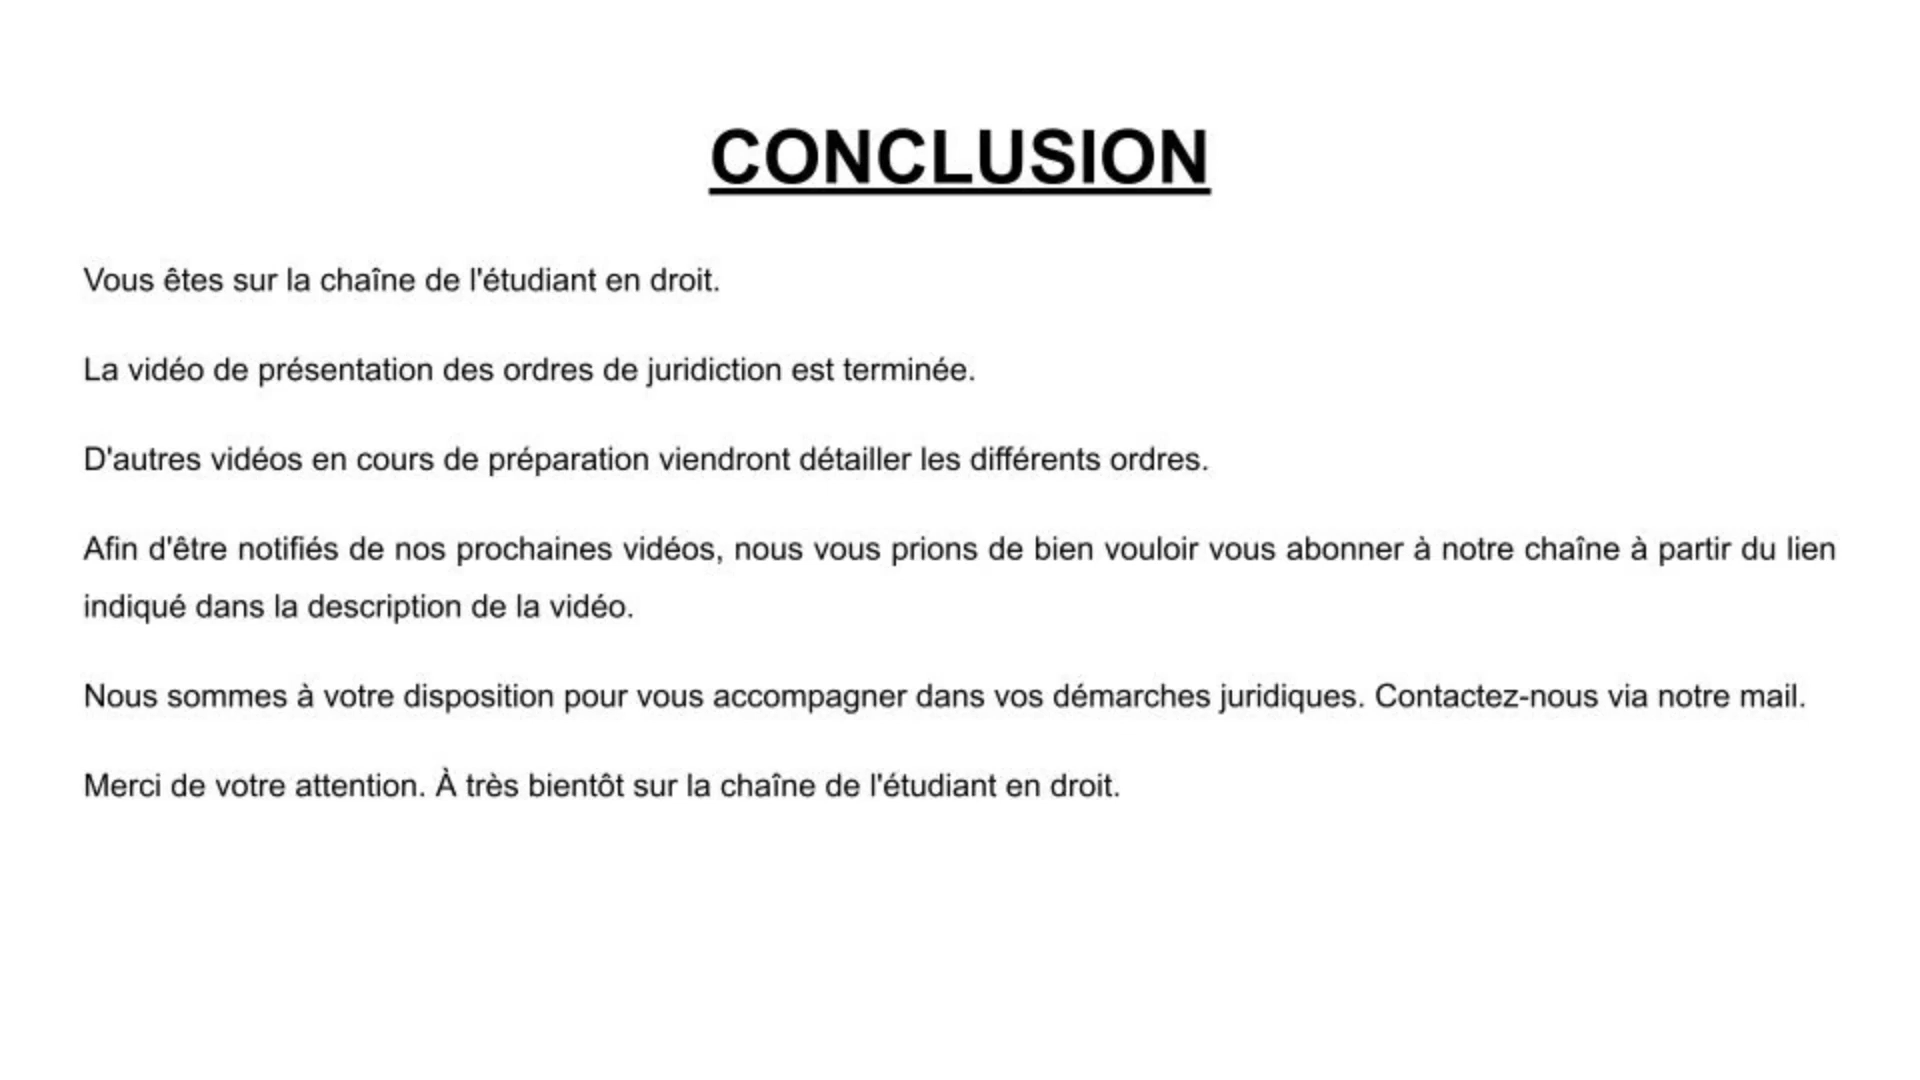 CONCLUSION
Vous êtes sur la chaîne de l'étudiant en droit.
La vidéo de présentation des ordres de juridiction est terminée.
D'autres vidéos en cours de préparation viendront détailler les différents ordres.
Afin d'être notifiés de nos prochaines vidéos, nous vous prions de bien vouloir vous abonner à notre chaîne à partir du lien
indiqué dans la description de la vidéo.
Nous sommes à votre disposition pour vous accompagner dans vos démarches juridiques. Contactez-nous via notre mail.
Merci de votre attention. À très bientôt sur la chaîne de l'étudiant en droit.